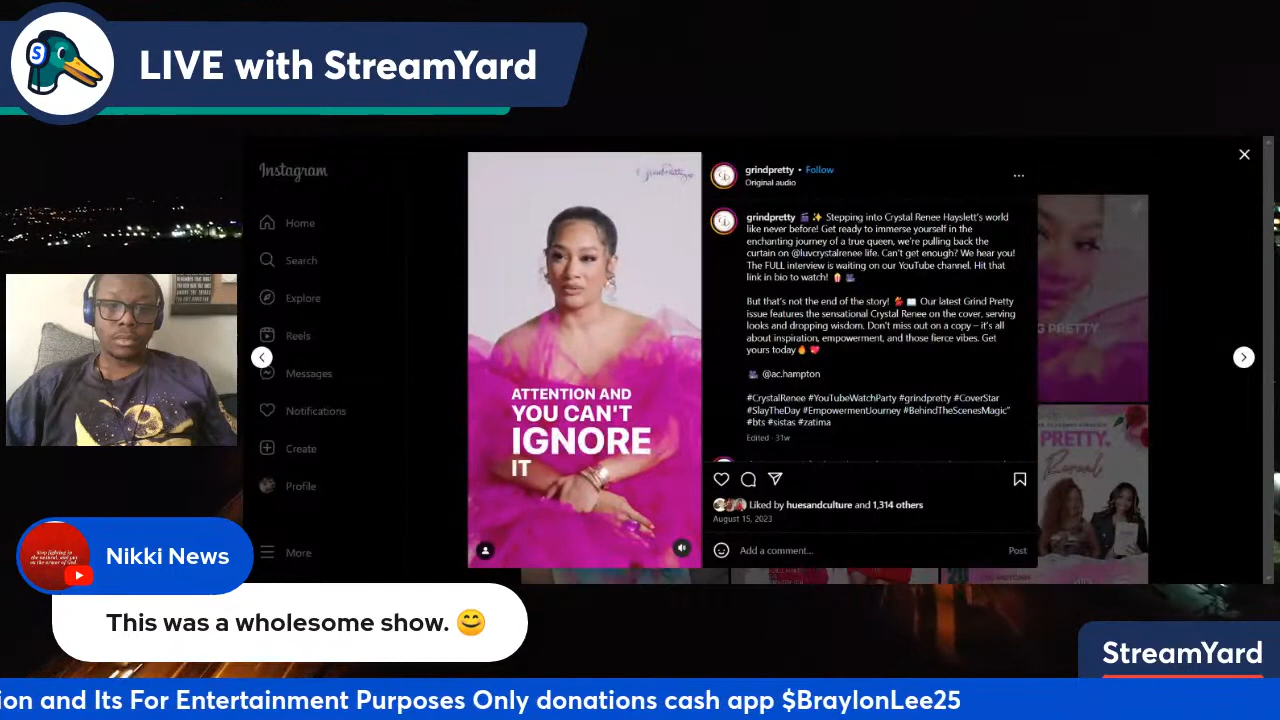 LIVE with StreamYard
Instagram
Home
Search
Explore
Reels
Messages
Notifications
Create
Profile
More
ATTENTION AND
YOU CAN'T
IGNORE
IT
grindpretty • Follow
Original audio
grindpretty 🎬 ✨ Stepping into Crystal Renee Hayslett's world
like never before! Get ready to immerse yourself in the
enchanting journey of a true queen, we're pulling back the
curtain on @luvcrystalrenee life. Can't get enough? We hear you!
The FULL interview is waiting on our YouTube channel. Hit that
link in bio to watch! 🍿 🎥
But that's not the end of the story! 💃 📖 Our latest Grind Pretty
issue features the sensational Crystal Renee on the cover, serving
looks and dropping wisdom. Don't miss out on a copy – it's all
about inspiration, empowerment, and those fierce vibes. Get
yours today🔥 💖
🎥 @ac.hampton
#CrystalRenee #YouTubeWatchParty #grindpretty #CoverStar
#SlayTheDay #EmpowermentJourney #BehindTheScenesMagic"
#bts #sistas #zatima
Edited · 31w
Liked by huesandculture and 1,314 others
August 15, 2023
Add a comment...
Post
G PRETTY.
PRETTY.
Reveal
Nikki News
This was a wholesome show. 😊
StreamYard
ion and Its For Entertainment Purposes Only donations cash app $BraylonLee25